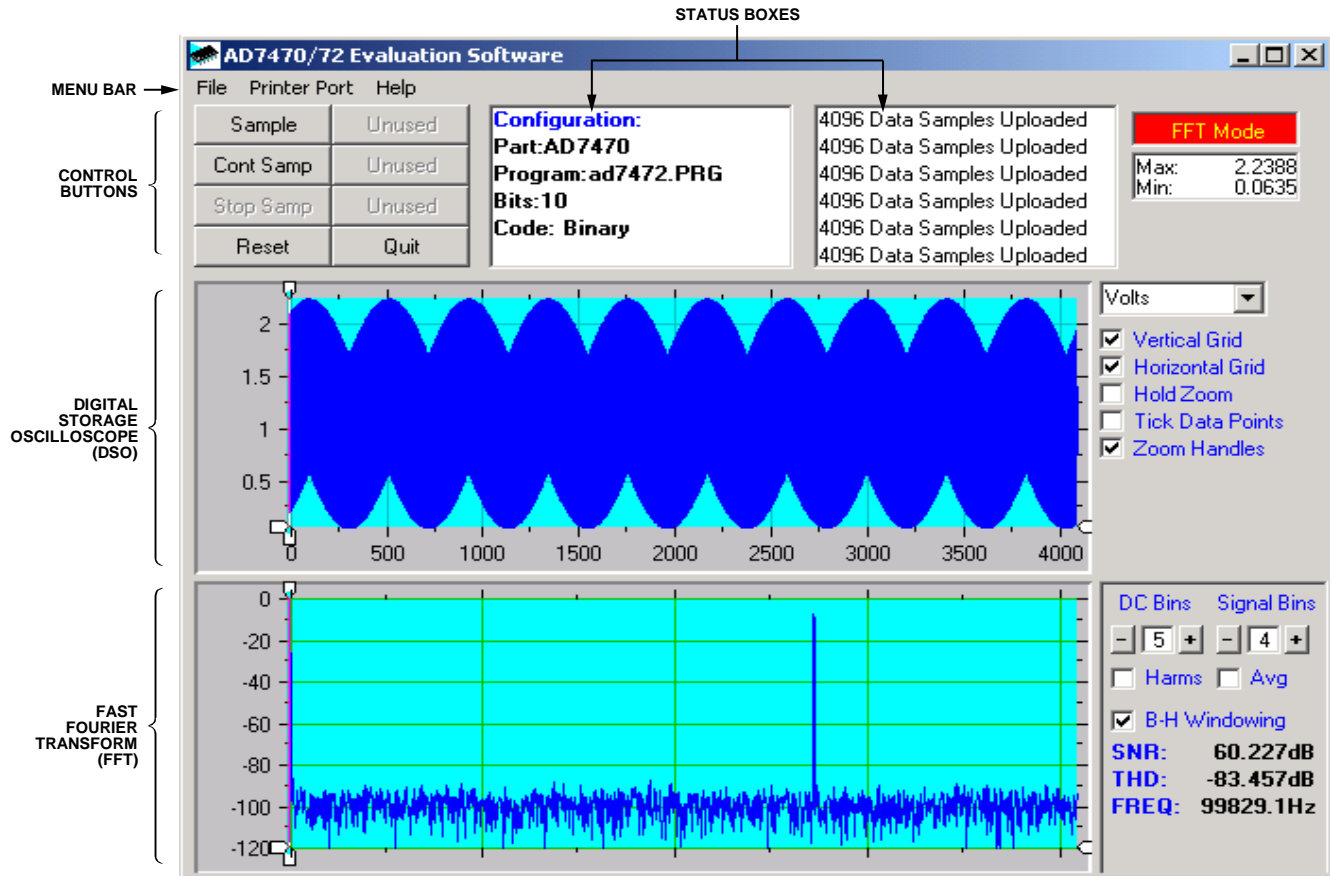 STATUS BOXES
AD7470/72 Evaluation Software
MENU BAR
File Printer Port Help
CONTROL
BUTTONS
Sample Unused
Cont Samp Unused
Stop Samp Unused
Reset Quit
Configuration:
Part:AD7470
Program:ad7472.PRG
Bits:10
Code: Binary
4096 Data Samples Uploaded
4096 Data Samples Uploaded
4096 Data Samples Uploaded
4096 Data Samples Uploaded
4096 Data Samples Uploaded
4096 Data Samples Uploaded
FFT Mode
Max: 2.2388
Min: 0.0635
DIGITAL
STORAGE
OSCILLOSCOPE
(DSO)
2
1.5
1
0.5
0 500 1000 1500 2000 2500 3000 3500 4000
Volts
Vertical Grid
Horizontal Grid
Hold Zoom
Tick Data Points
Zoom Handles
FAST
FOURIER
TRANSFORM
(FFT)
0
-20
-40
-60
-80
-100
-120
DC Bins Signal Bins
- 5 + - 4 +
Harms Avg
B-H Windowing
SNR: 60.227dB
THD: -83.457dB
FREQ: 99829.1Hz